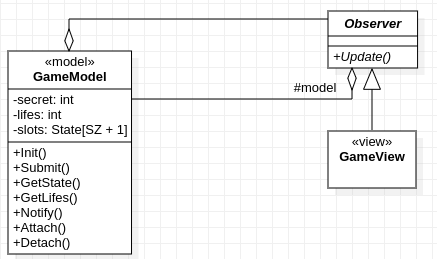 Observer
+Update()
«model»
GameModel
-secret: int
-lifes: int
-slots: State[SZ + 1]
+Init()
+Submit()
+GetState()
+GetLifes()
+Notify()
+Attach()
+Detach()
#model
«view»
GameView